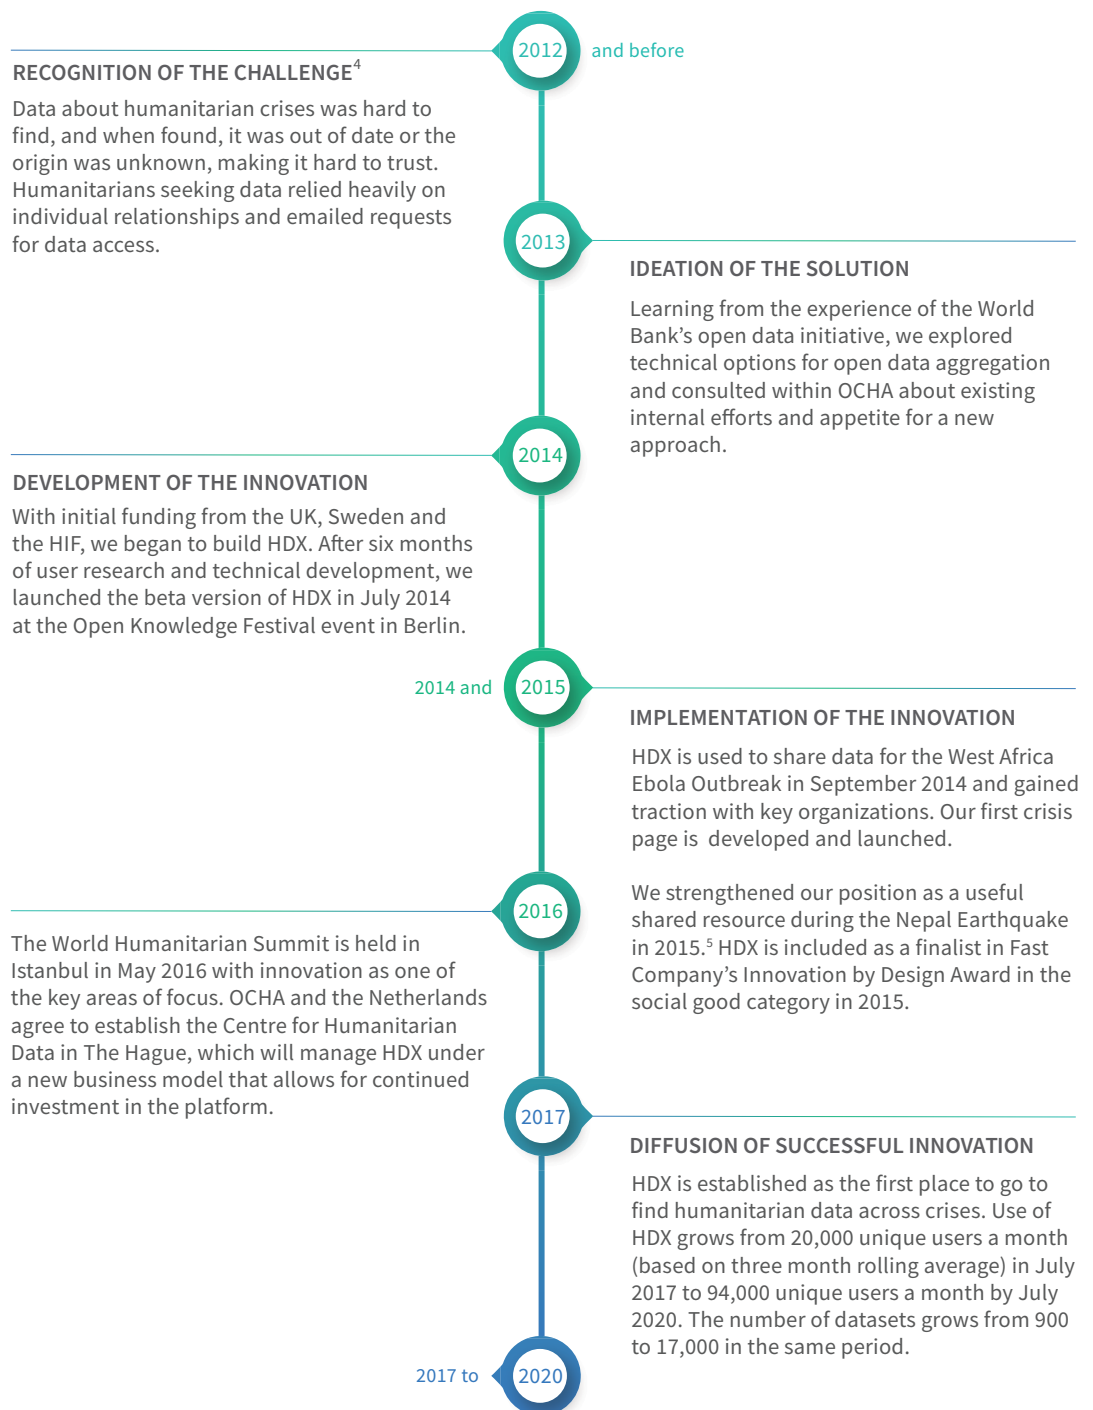 2012 and before
RECOGNITION OF THE CHALLENGE⁴
Data about humanitarian crises was hard to
find, and when found, it was out of date or the
origin was unknown, making it hard to trust.
Humanitarians seeking data relied heavily on
individual relationships and emailed requests
for data access.
2013
IDEATION OF THE SOLUTION
Learning from the experience of the World
Bank’s open data initiative, we explored
technical options for open data aggregation
and consulted within OCHA about existing
internal efforts and appetite for a new
approach.
2014
DEVELOPMENT OF THE INNOVATION
With initial funding from the UK, Sweden and
the HIF, we began to build HDX. After six months
of user research and technical development, we
launched the beta version of HDX in July 2014
at the Open Knowledge Festival event in Berlin.
2014 and 2015
IMPLEMENTATION OF THE INNOVATION
HDX is used to share data for the West Africa
Ebola Outbreak in September 2014 and gained
traction with key organizations. Our first crisis
page is developed and launched.
We strengthened our position as a useful
shared resource during the Nepal Earthquake
in 2015.⁵ HDX is included as a finalist in Fast
Company’s Innovation by Design Award in the
social good category in 2015.
2016
The World Humanitarian Summit is held in
Istanbul in May 2016 with innovation as one of
the key areas of focus. OCHA and the Netherlands
agree to establish the Centre for Humanitarian
Data in The Hague, which will manage HDX under
a new business model that allows for continued
investment in the platform.
2017
DIFFUSION OF SUCCESSFUL INNOVATION
HDX is established as the first place to go to
find humanitarian data across crises. Use of
HDX grows from 20,000 unique users a month
(based on three month rolling average) in July
2017 to 94,000 unique users a month by July
2020. The number of datasets grows from 900
to 17,000 in the same period.
2017 to 2020